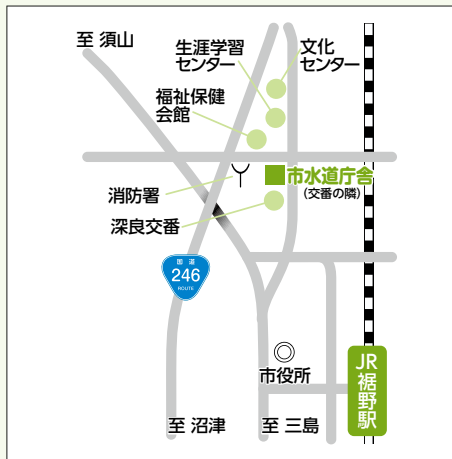 至 須山
生涯学習
センター
文化
センター
福祉保健
会館
市水道庁舎
(交番の隣)
消防署
深良交番
国道
246
ROUTE
市役所
JR
裾野駅
至 沼津
至 三島